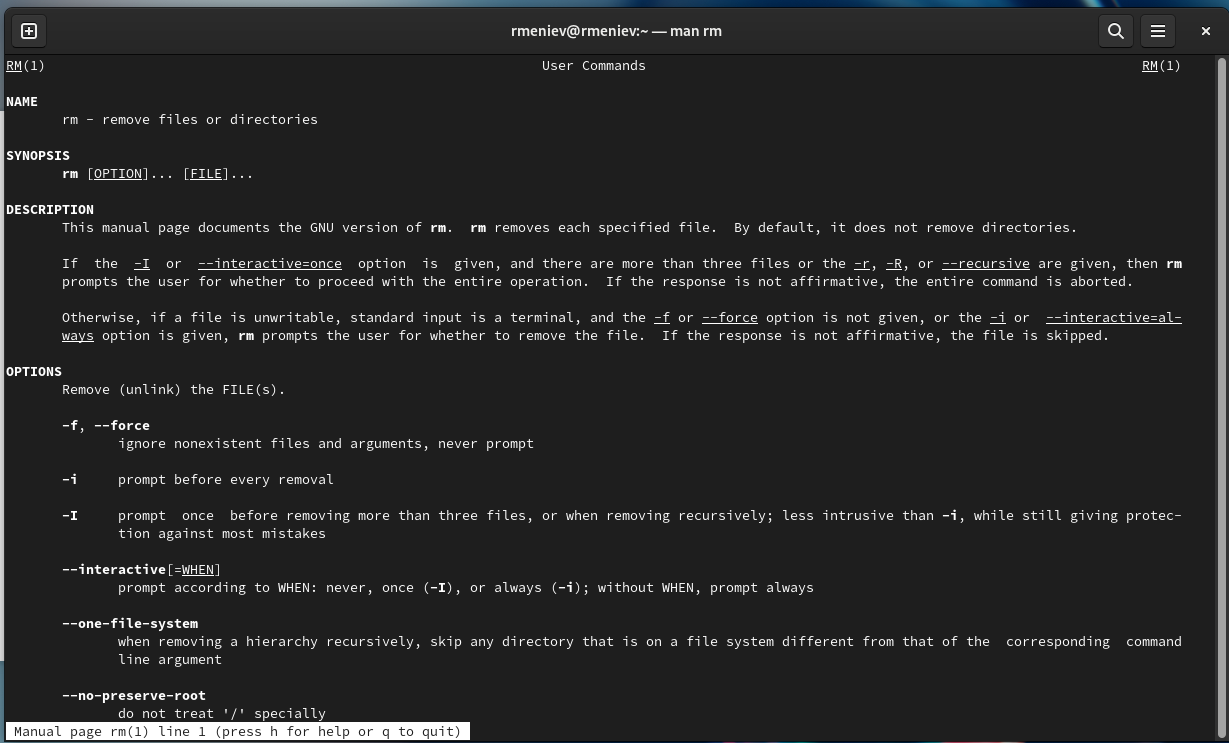 rmeniev@rmeniev:~ — man rm
RM(1) User Commands RM(1)
NAME
rm - remove files or directories
SYNOPSIS
rm [OPTION]... [FILE]...
DESCRIPTION
This manual page documents the GNU version of rm.  rm removes each specified file.  By default, it does not remove directories.
If  the  -I  or  --interactive=once  option  is  given, and there are more than three files or the -r, -R, or --recursive are given, then rm
prompts the user for whether to proceed with the entire operation.  If the response is not affirmative, the entire command is aborted.
Otherwise, if a file is unwritable, standard input is a terminal, and the -f or --force option is not given, or the -i or  --interactive=al-
ways option is given, rm prompts the user for whether to remove the file.  If the response is not affirmative, the file is skipped.
OPTIONS
Remove (unlink) the FILE(s).
-f, --force
ignore nonexistent files and arguments, never prompt
-i     prompt before every removal
-I     prompt  once  before removing more than three files, or when removing recursively; less intrusive than -i, while still giving protec-
tion against most mistakes
--interactive[=WHEN]
prompt according to WHEN: never, once (-I), or always (-i); without WHEN, prompt always
--one-file-system
when removing a hierarchy recursively, skip any directory that is on a file system different from that of the  corresponding  command
line argument
--no-preserve-root
do not treat '/' specially
Manual page rm(1) line 1 (press h for help or q to quit)